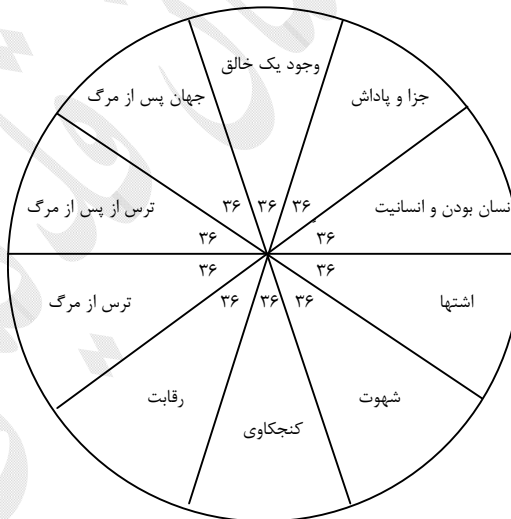 وجود یک خالق
جهان پس از مرگ
جزا و پاداش
ترس از پس از مرگ
نسان بودن و انسانیت
۳۶ ۳۶ ۳۶
۳۶ ۳۶
۳۶ ۳۶
۳۶ ۳۶ ۳۶
ترس از مرگ
اشتها
رقابت
شهوت
کنجکاوی